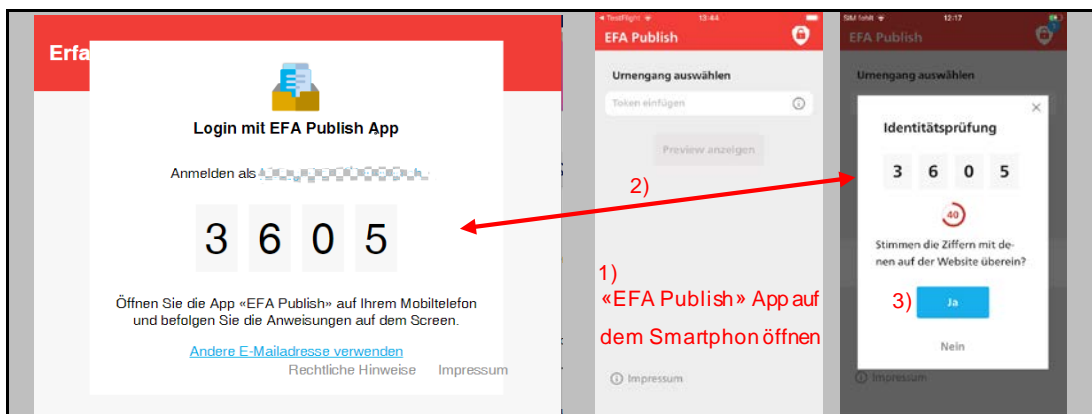 Erfa
Login mit EFA Publish App
Anmelden als
3 6 0 5
Öffnen Sie die App «EFA Publish» auf Ihrem Mobiltelefon
und befolgen Sie die Anweisungen auf dem Screen.
Andere E-Mailadresse verwenden
Rechtliche Hinweise Impressum
TestFlight 13:44
EFA Publish
Urnengang auswählen
Token einfügen
Preview anzeigen
2)
1)
«EFA Publish» App auf
dem Smartphon öffnen
Impressum
SIM fehlt 12:17
EFA Publish
Urnengang auswählen
Identitätsprüfung
3 6 0 5
40
Stimmen die Ziffern mit de-
nen auf der Website überein?
3) Ja
Nein
Impressum